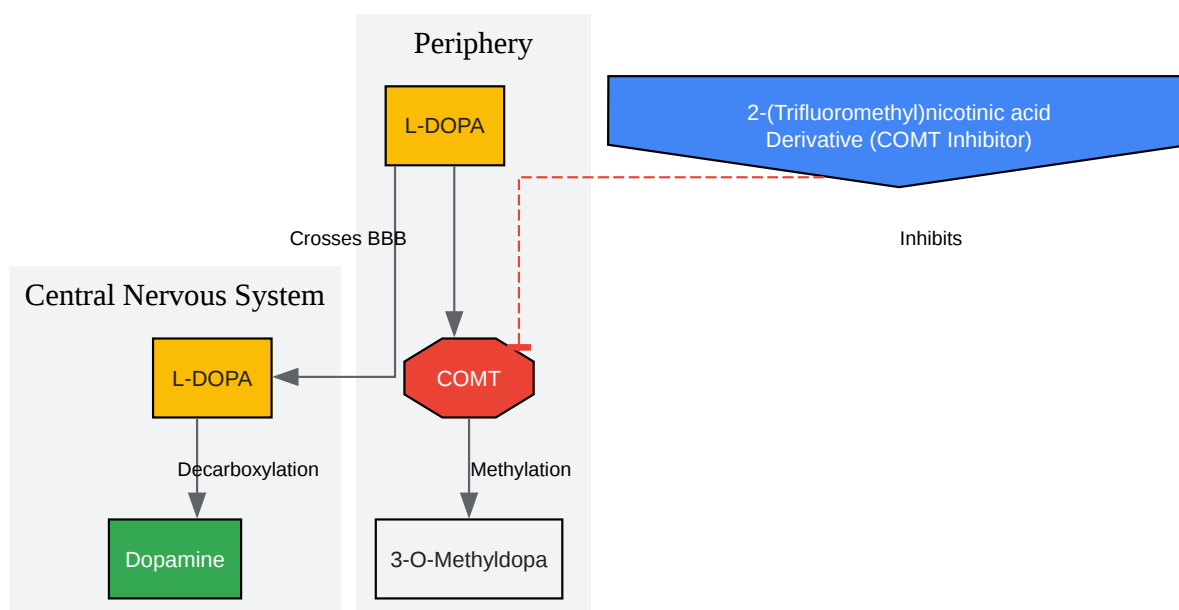 Periphery
L-DOPA
2-(Trifluoromethyl)nicotinic acid
Derivative (COMT Inhibitor)
Crosses BBB
Inhibits
Central Nervous System
L-DOPA
COMT
Decarboxylation
Methylation
Dopamine
3-O-Methyldopa